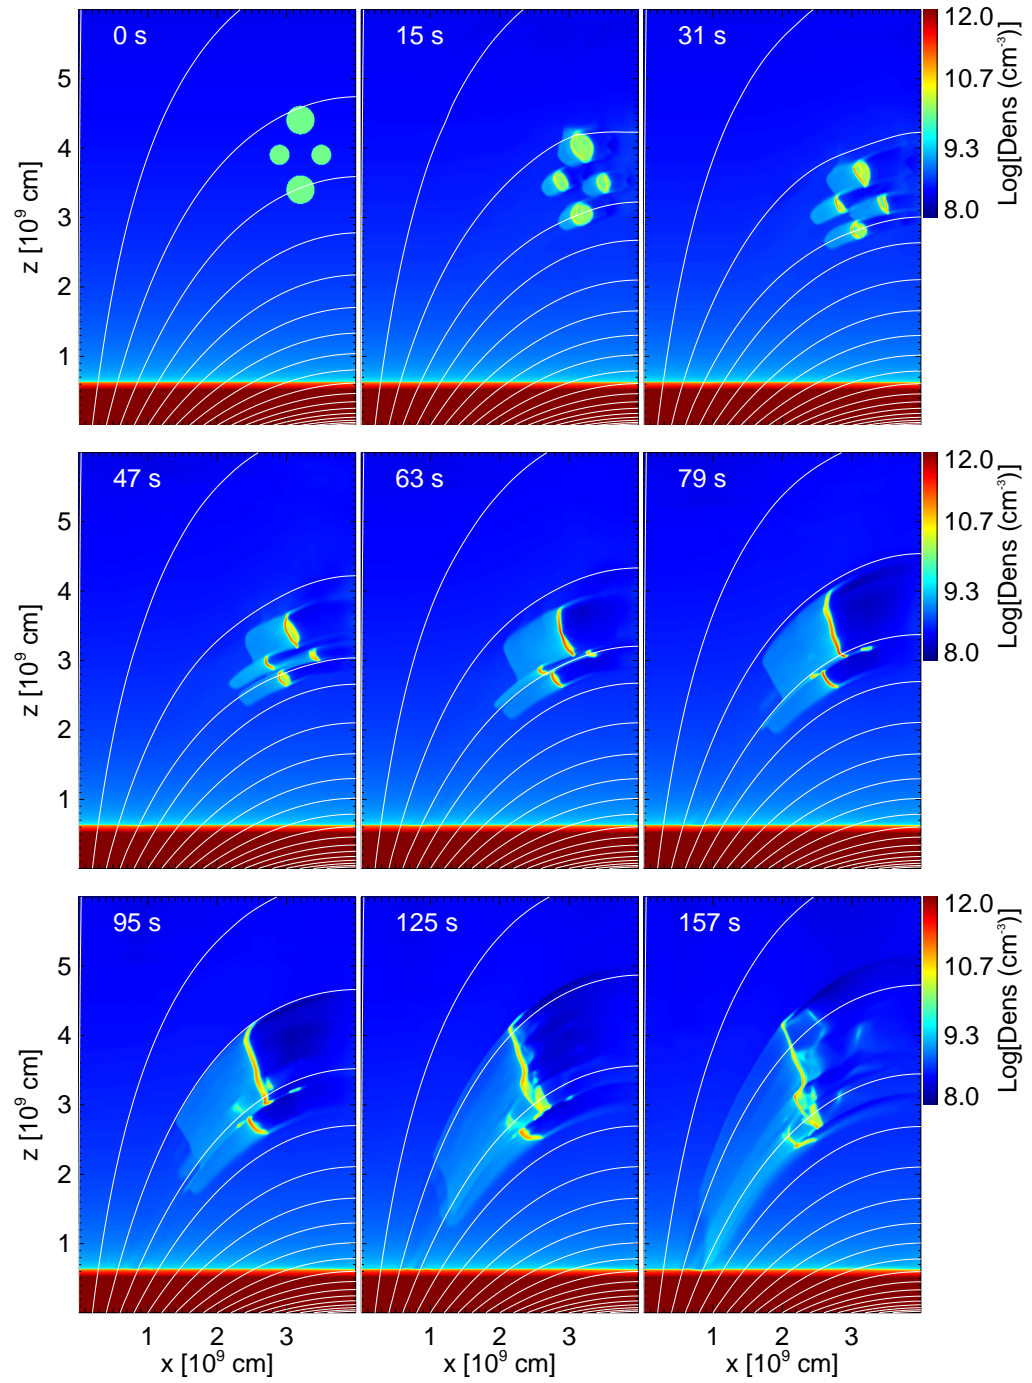 0 s
15 s
31 s
12.0
10.7
9.3
8.0
Log[Dens (cm⁻³)]
5
4
3
2
1
z [10⁹ cm]
47 s
63 s
79 s
12.0
10.7
9.3
8.0
Log[Dens (cm⁻³)]
5
4
3
2
1
z [10⁹ cm]
95 s
125 s
157 s
12.0
10.7
9.3
8.0
Log[Dens (cm⁻³)]
5
4
3
2
1
z [10⁹ cm]
1 2 3
1 2 3
1 2 3
x [10⁹ cm]
x [10⁹ cm]
x [10⁹ cm]